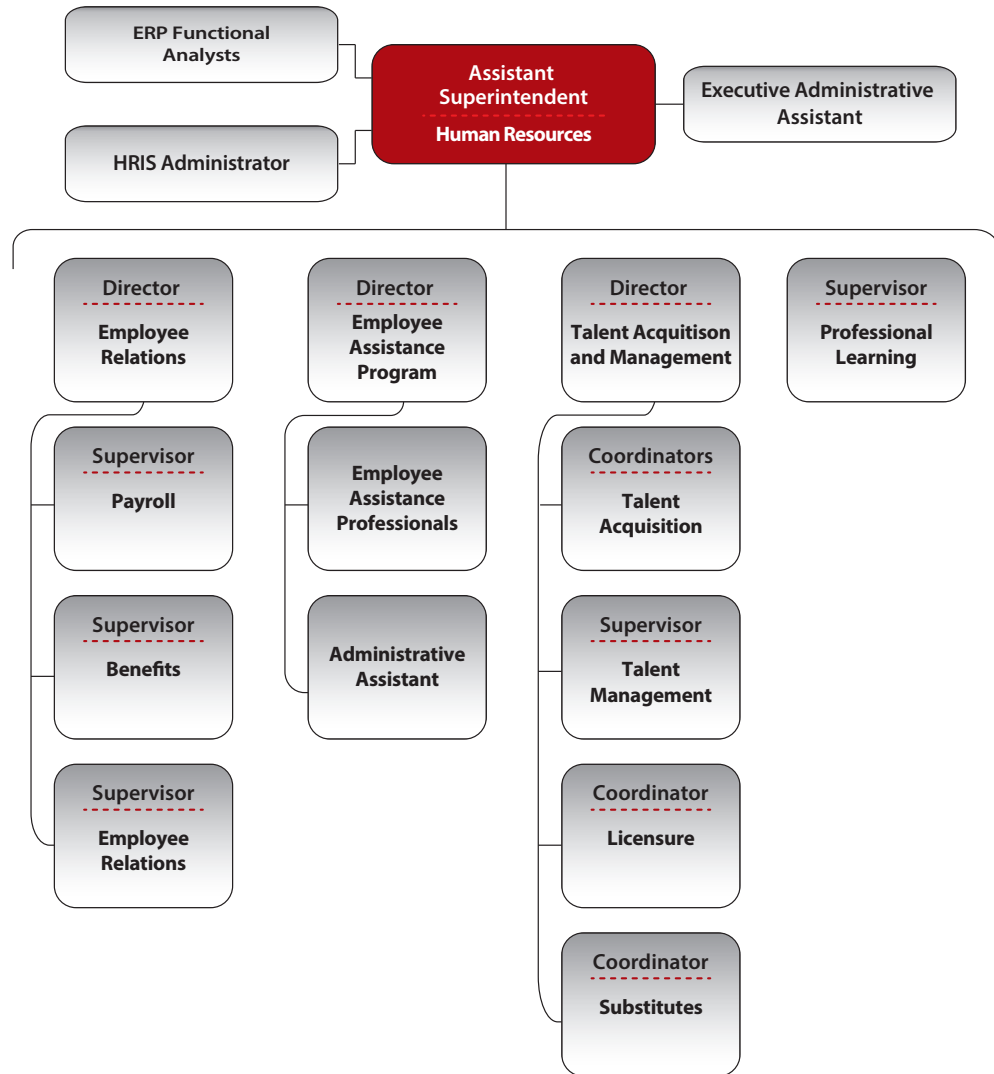 ERP Functional
Analysts
Assistant
Superintendent
Human Resources
Executive Administrative
Assistant
HRIS Administrator
Director
Employee
Relations
Director
Employee
Assistance
Program
Director
Talent Acquitison
and Management
Supervisor
Professional
Learning
Supervisor
Payroll
Employee
Assistance
Professionals
Coordinators
Talent
Acquisition
Supervisor
Benefits
Administrative
Assistant
Supervisor
Talent
Management
Supervisor
Employee
Relations
Coordinator
Licensure
Coordinator
Substitutes